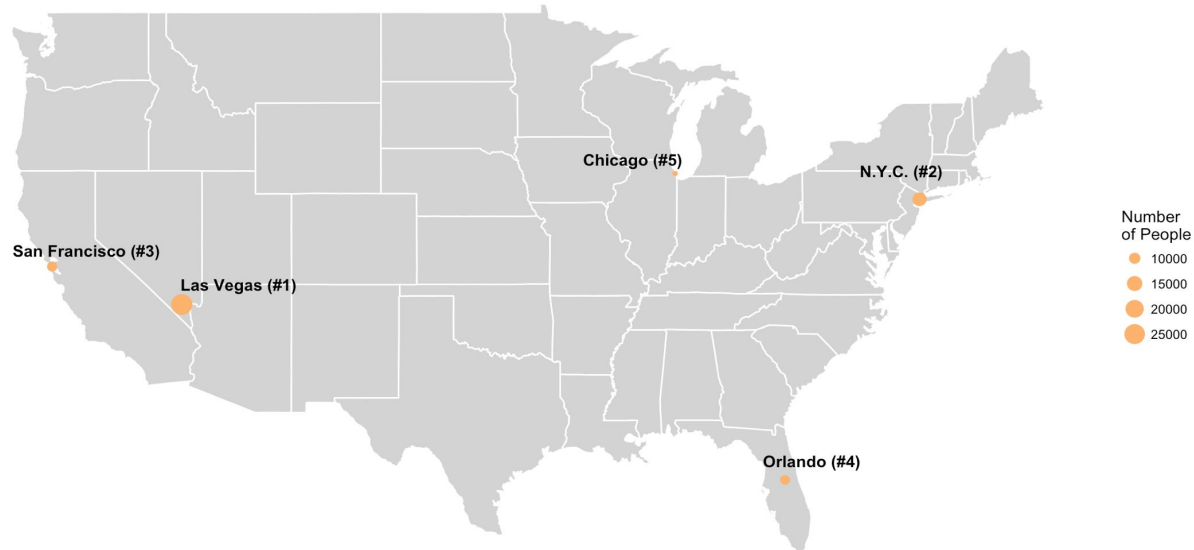 Chicago (#5)
N.Y.C. (#2)
San Francisco (#3)
Las Vegas (#1)
Orlando (#4)
Number
of People
10000
15000
20000
25000